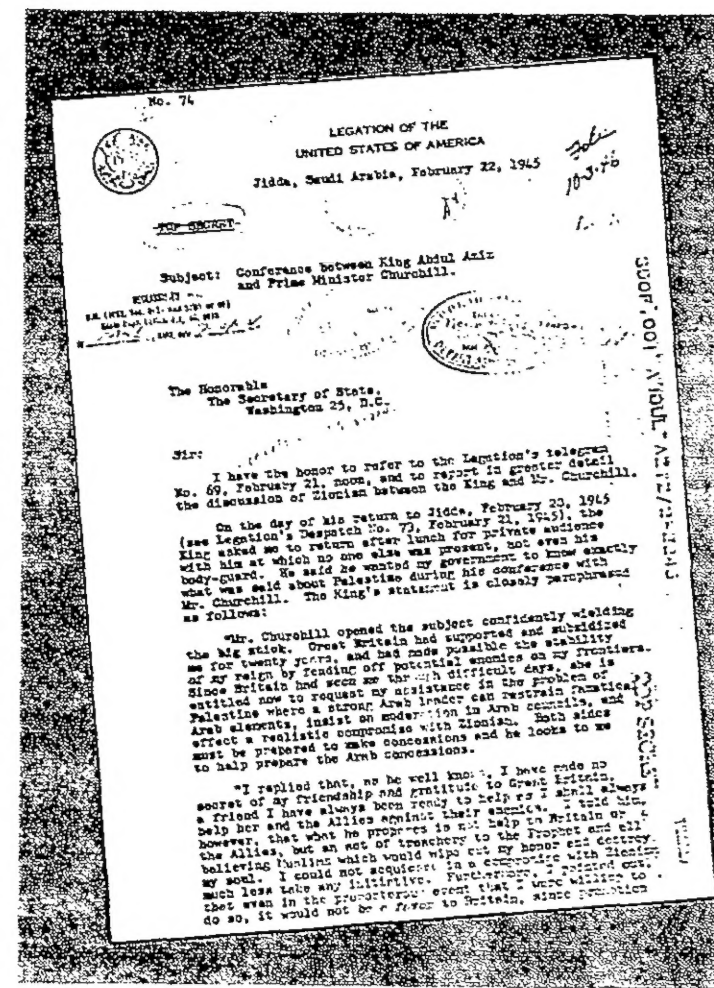 No. 74
LEGATION OF THE
UNITED STATES OF AMERICA
Jidda, Saudi Arabia, February 22, 1945
10-3-46
TOP SECRET
Subject: Conference between King Abdul Aziz
and Prime Minister Churchill.
The Honorable
The Secretary of State,
Washington 25, D.C.
Sir:
I have the honor to refer to the Legation's telegram
No. 69, February 21, noon, and to report in greater detail
the discussion of Zionism between the King and Mr. Churchill.
On the day of his return to Jidda, February 20, 1945
(see Legation's Despatch No. 73, February 21, 1945), the
King asked me to return after lunch for private audience
with him at which no one else was present, not even his
body-guard. He said he wanted my government to know exactly
what was said about Palestine during his conference with
Mr. Churchill. The King's statement is closely paraphrased
as follows:
"Mr. Churchill opened the subject confidently wielding
the big stick. Great Britain had supported and subsidized
me for twenty years, and had made possible the stability
of my reign by fending off potential enemies on my frontiers.
Since Britain had seen me through difficult days, she is
entitled now to request my assistance in the problem of
Palestine where a strong Arab leader can restrain fanatical
Arab elements, insist on moderation in Arab councils, and
effect a realistic compromise with Zionism. Both sides
must be prepared to make concessions and he looks to me
to help prepare the Arab concessions.
"I replied that, as he well knows, I have made no
secret of my friendship and gratitude to Great Britain,
a friend I have always been ready to help as I shall always
help her and the Allies against their enemies. I told him,
however, that what he proposes is not help to Britain or
the Allies, but an act of treachery to the Prophet and all
believing Muslims which would wipe out my honor and destroy
my soul. I could not acquiesce in a compromise with Zionism
much less take any initiative. Furthermore, I pointed out,
that even in the preposterous event that I were willing to
do so, it would not be a favor to Britain, since promotion
TOP SECRET